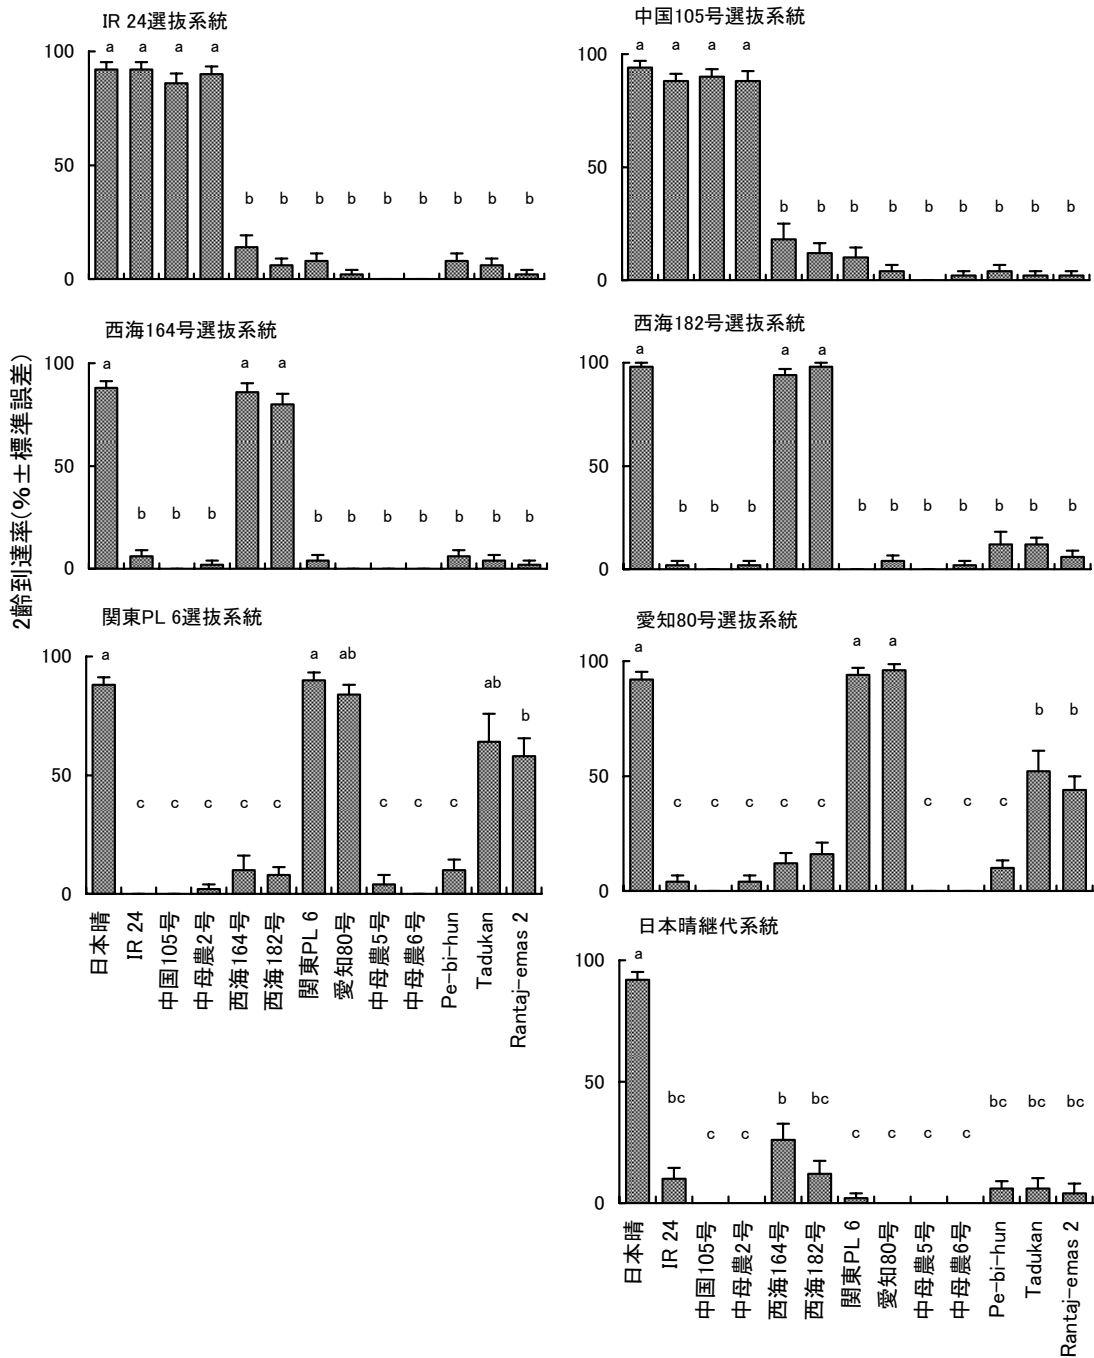 IR 24選抜系統
a a a a
100
50
0
b b b b b b b b b
中国105号選抜系統
a a a a
100
50
0
b b b b b b b b b
2齢到達率(%±標準誤差)
西海164号選抜系統
a a a
100
50
0
b b b b b b b b b b
西海182号選抜系統
a a a
100
50
0
b b b b b b b b b b
関東PL 6選抜系統
a a ab ab b
100
50
0
c c c c c c c c
日本晴
IR 24
中国105号
中母農2号
西海164号
西海182号
関東PL 6
愛知80号
中母農5号
中母農6号
Pe-bi-hun
Tadukan
Rantaj-emas 2
愛知80号選抜系統
a a a b b
100
50
0
c c c c c c c c
日本晴継代系統
a
100
50
0
bc c c b bc c c c c bc bc bc
日本晴
IR 24
中国105号
中母農2号
西海164号
西海182号
関東PL 6
愛知80号
中母農5号
中母農6号
Pe-bi-hun
Tadukan
Rantaj-emas 2